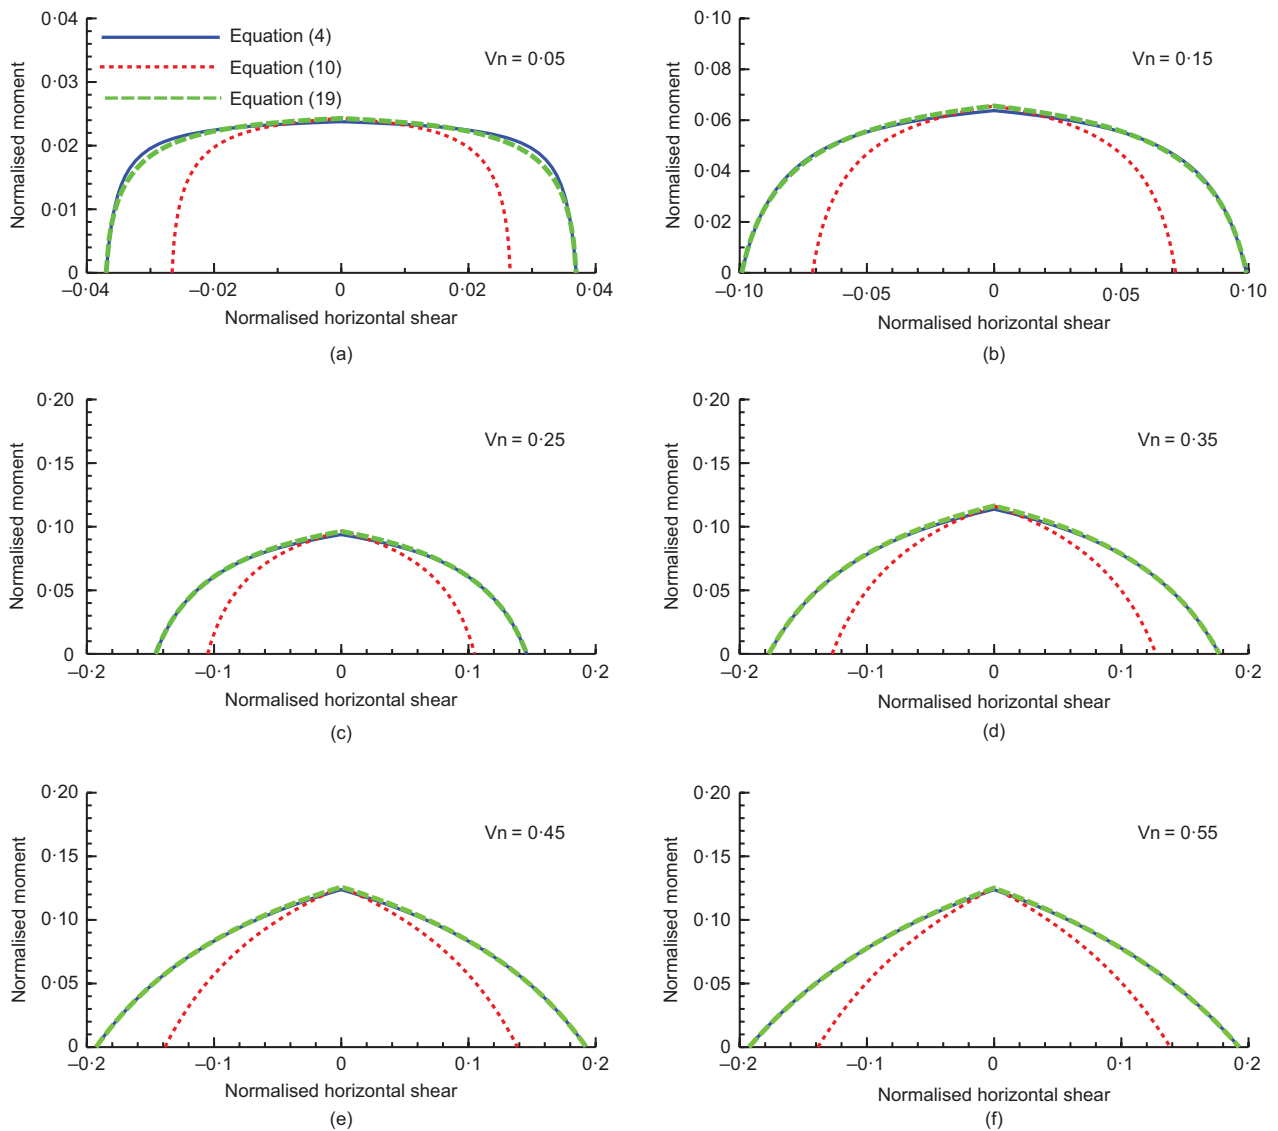 0·04
0·03
0·02
0·01
0
Normalised moment
Equation (4)
Equation (10)
Equation (19)
Vn = 0·05
–0·04
–0·02
0
0·02
0·04
Normalised horizontal shear
(a)
0·10
0·08
0·06
0·04
0·02
0
Normalised moment
Vn = 0·15
–0·10
–0·05
0
0·05
0·10
Normalised horizontal shear
(b)
0·20
0·15
0·10
0·05
0
Normalised moment
Vn = 0·25
–0·2
–0·1
0
0·1
0·2
Normalised horizontal shear
(c)
0·20
0·15
0·10
0·05
0
Normalised moment
Vn = 0·35
–0·2
–0·1
0
0·1
0·2
Normalised horizontal shear
(d)
0·20
0·15
0·10
0·05
0
Normalised moment
Vn = 0·45
–0·2
–0·1
0
0·1
0·2
Normalised horizontal shear
(e)
0·20
0·15
0·10
0·05
0
Normalised moment
Vn = 0·55
–0·2
–0·1
0
0·1
0·2
Normalised horizontal shear
(f)